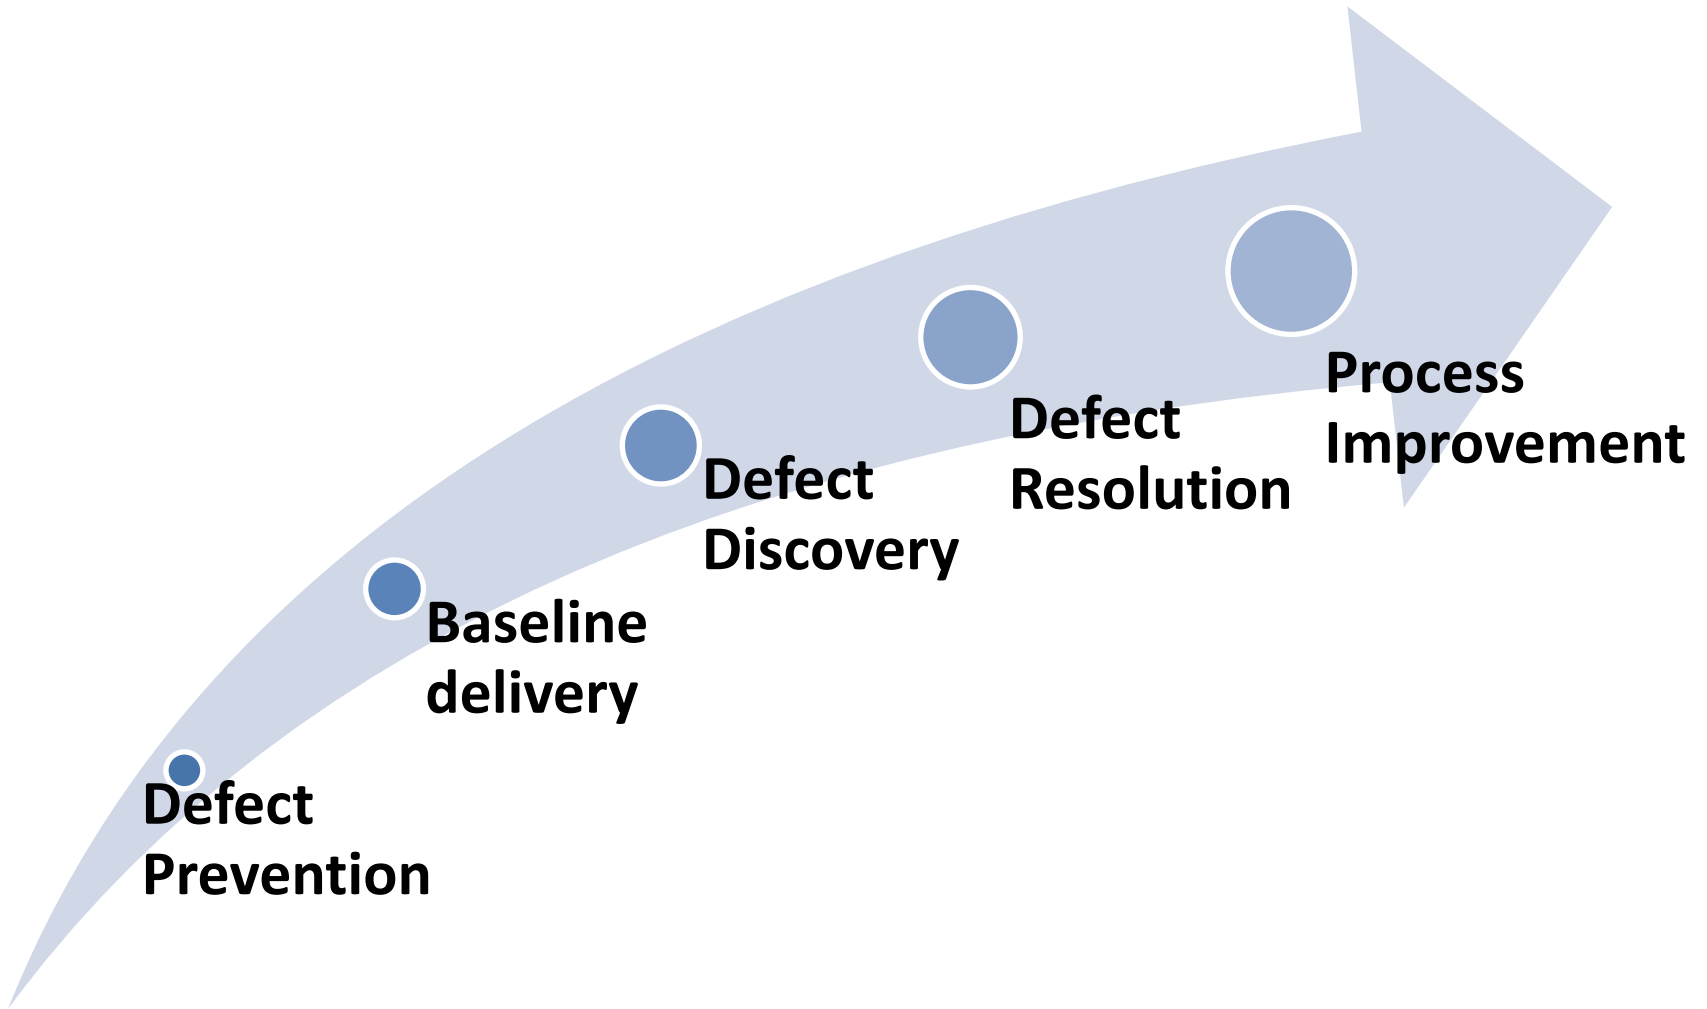 Defect
Prevention
Baseline
delivery
Defect
Discovery
Defect
Resolution
Process
Improvement